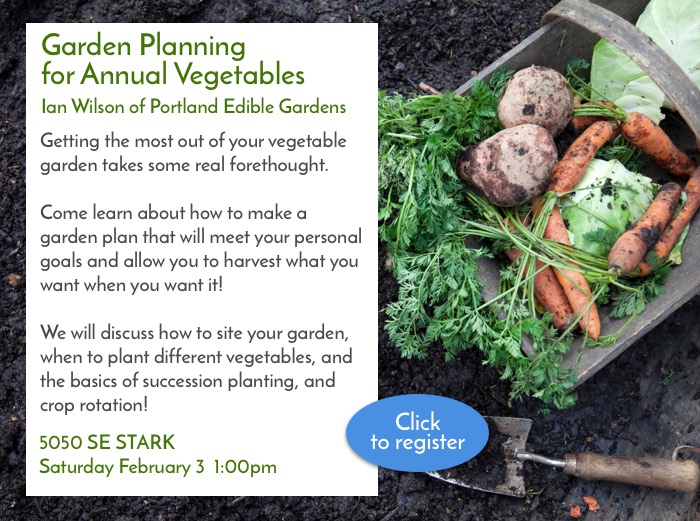 Garden Planning
for Annual Vegetables
Ian Wilson of Portland Edible Gardens
Getting the most out of your vegetable
garden takes some real forethought.
Come learn about how to make a
garden plan that will meet your personal
goals and allow you to harvest what you
want when you want it!
We will discuss how to site your garden,
when to plant different vegetables, and
the basics of succession planting, and
crop rotation!
5050 SE STARK
Saturday February 3 1:00pm
Click
to register